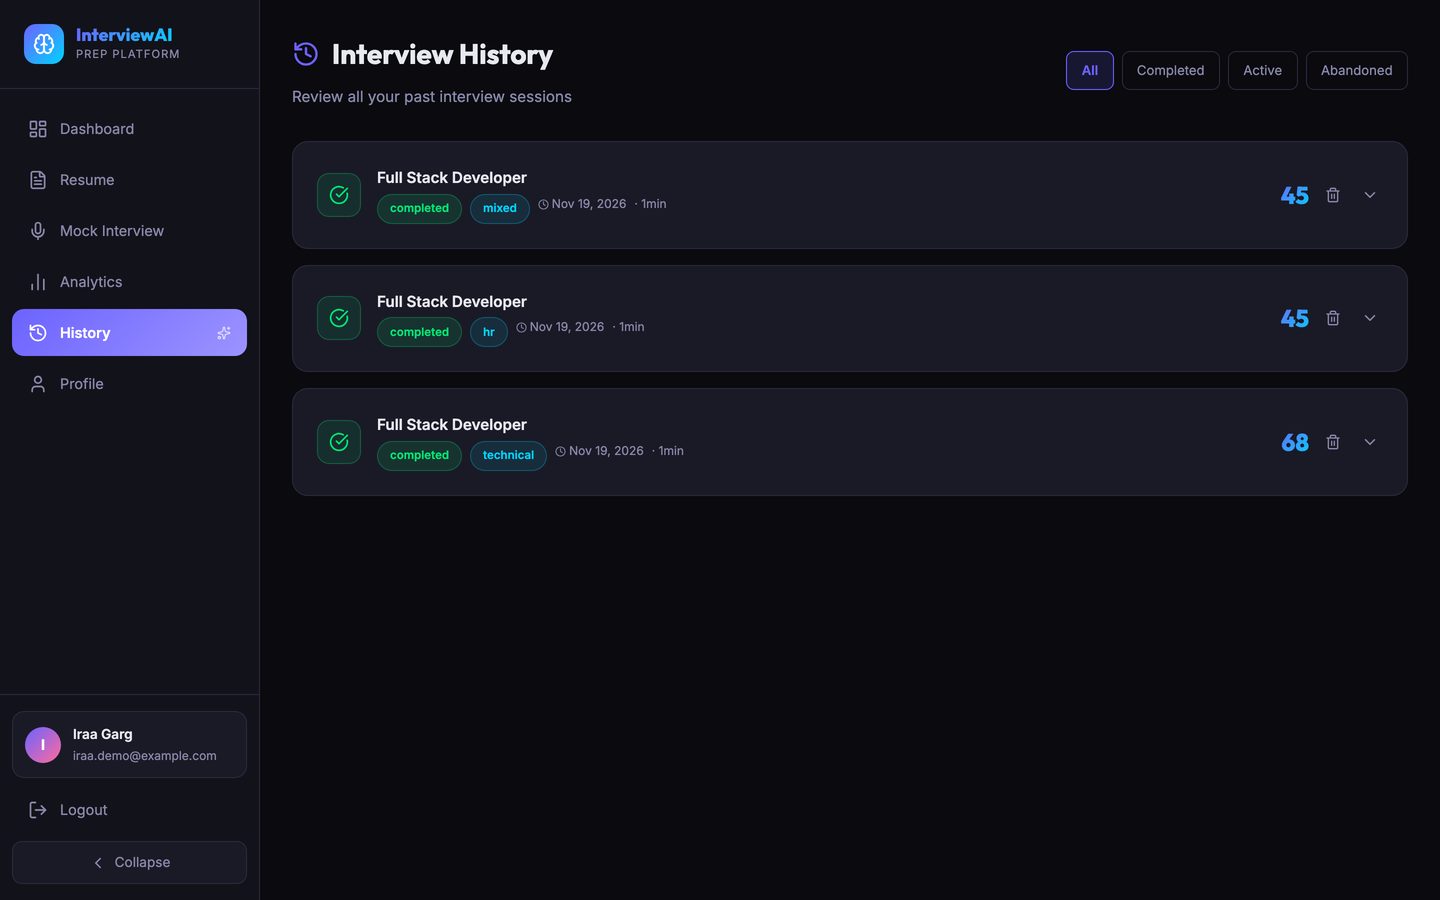 InterviewAI
PREP PLATFORM
Dashboard
Resume
Mock Interview
Analytics
History
Profile
Iraa Garg
I
iraa.demo@example.com
Logout
Collapse
Interview History
Review all your past interview sessions
All Completed Active Abandoned
Full Stack Developer
completed mixed Nov 19, 2026 · 1min
45
Full Stack Developer
completed hr Nov 19, 2026 · 1min
45
Full Stack Developer
completed technical Nov 19, 2026 · 1min
68